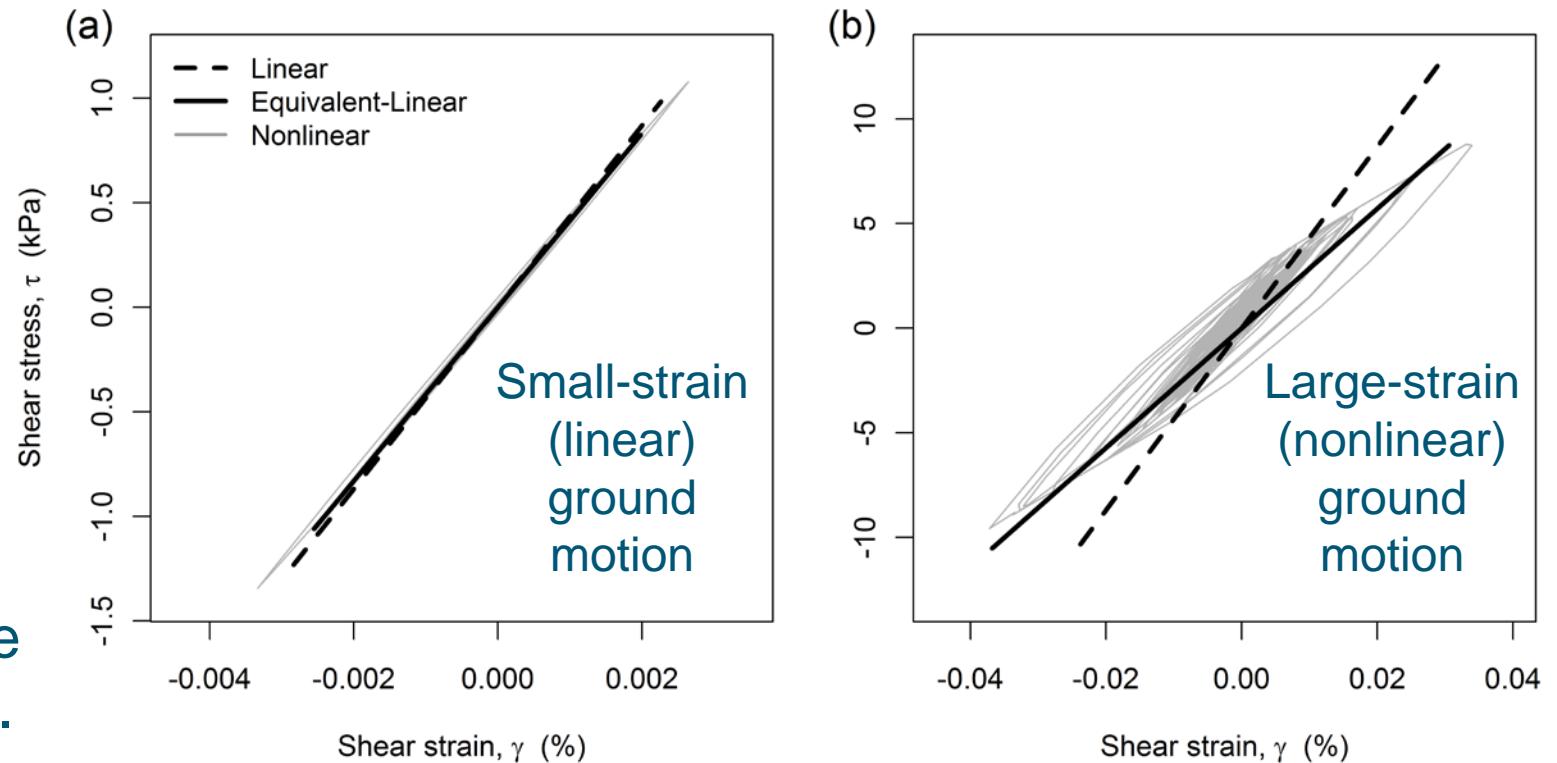 (a)
Linear
Equivalent-Linear
Nonlinear
Shear stress, τ (kPa)
1.0
0.5
0.0
-0.5
-1.0
-1.5
Small-strain
(linear)
ground
motion
-0.004 -0.002 0.000 0.002
Shear strain, γ (%)
(b)
10
5
0
-5
-10
Large-strain
(nonlinear)
ground
motion
-0.04 -0.02 0.00 0.02 0.04
Shear strain, γ (%)
e
.